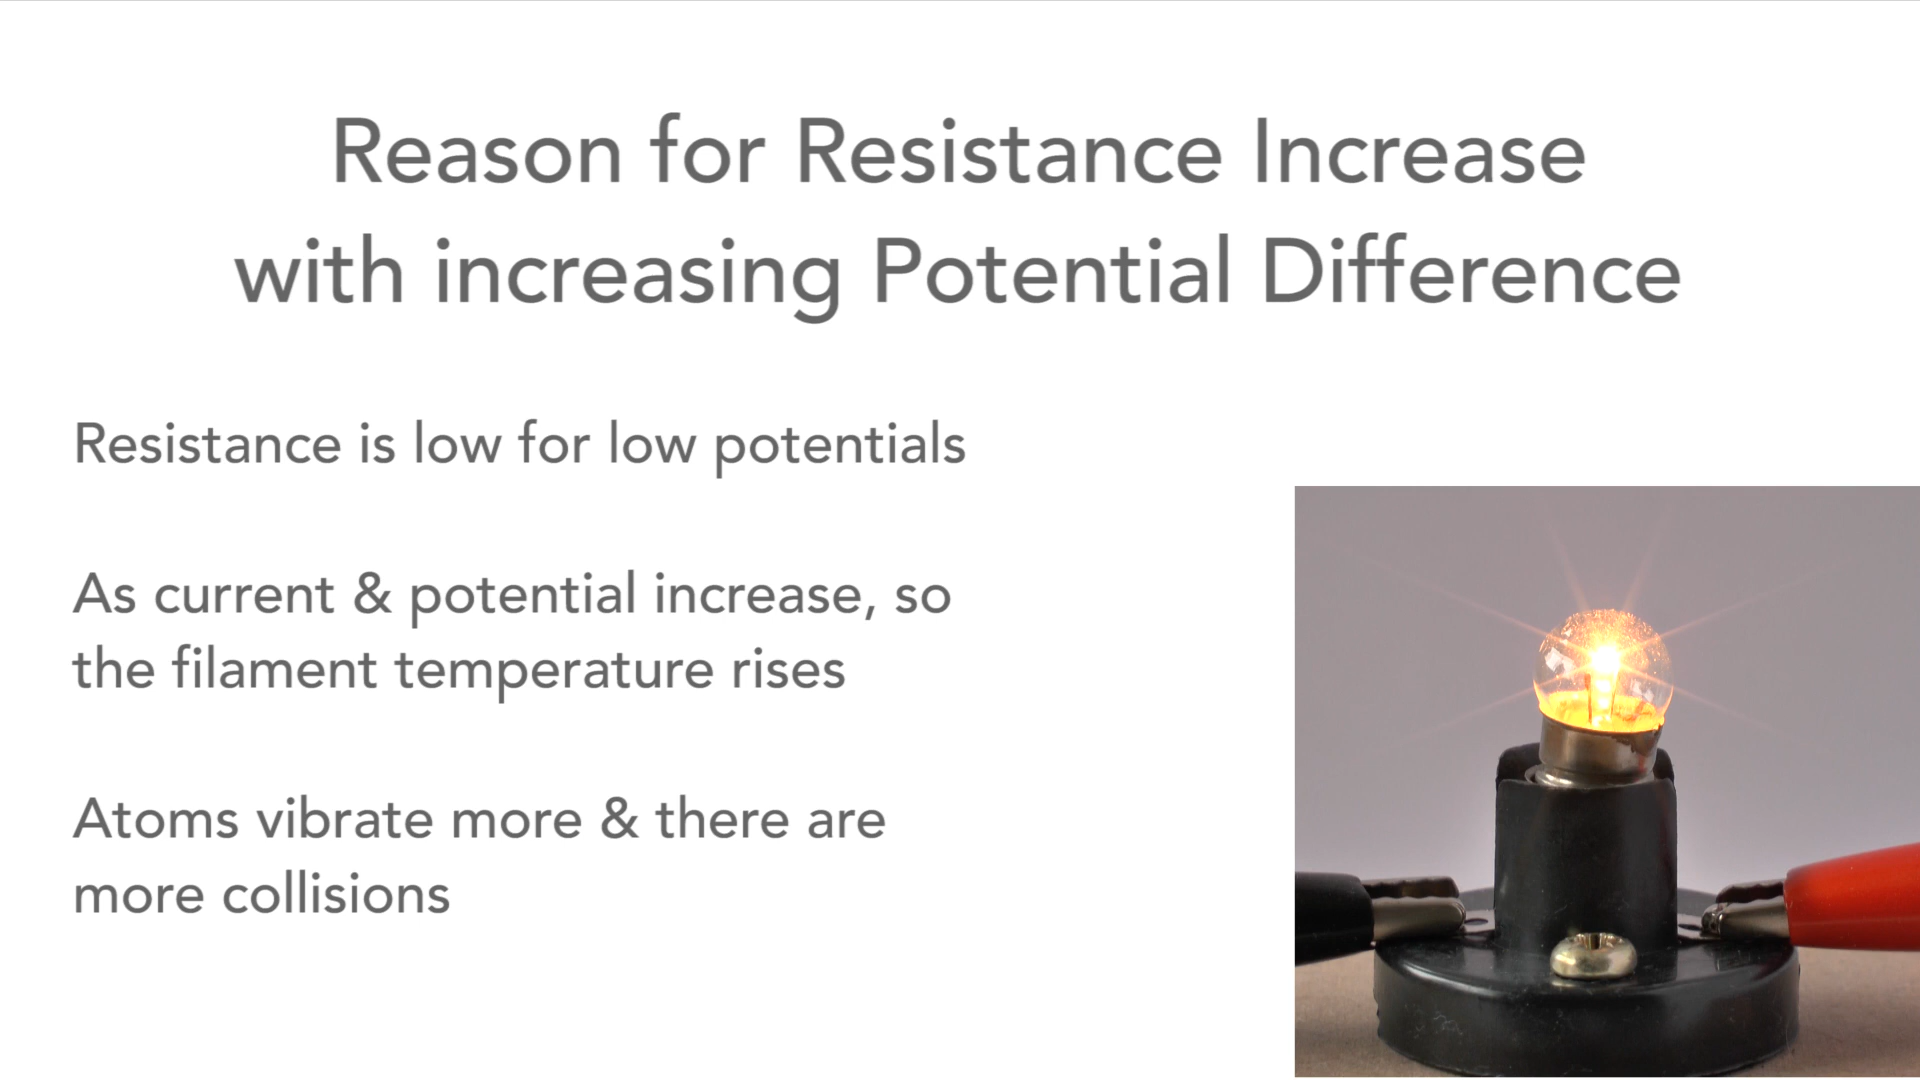 Reason for Resistance Increase
with increasing Potential Difference
Resistance is low for low potentials
As current & potential increase, so
the filament temperature rises
Atoms vibrate more & there are
more collisions